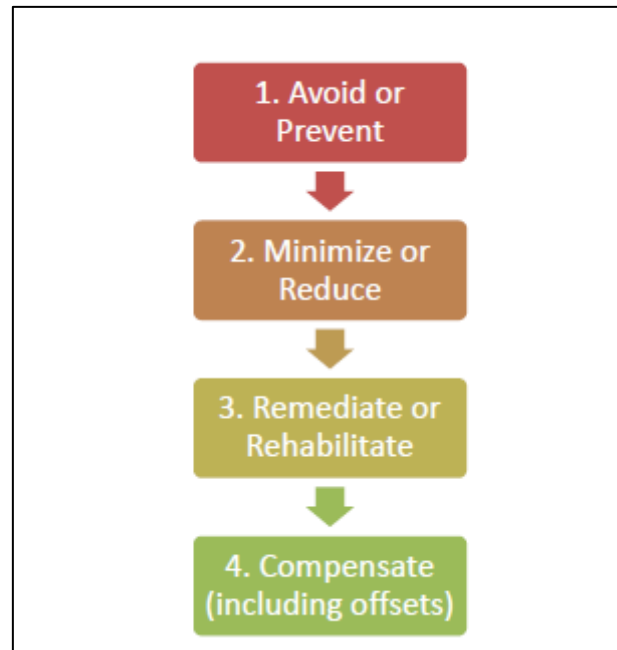 1. Avoid or
Prevent
2. Minimize or
Reduce
3. Remediate or
Rehabilitate
4. Compensate
(including offsets)